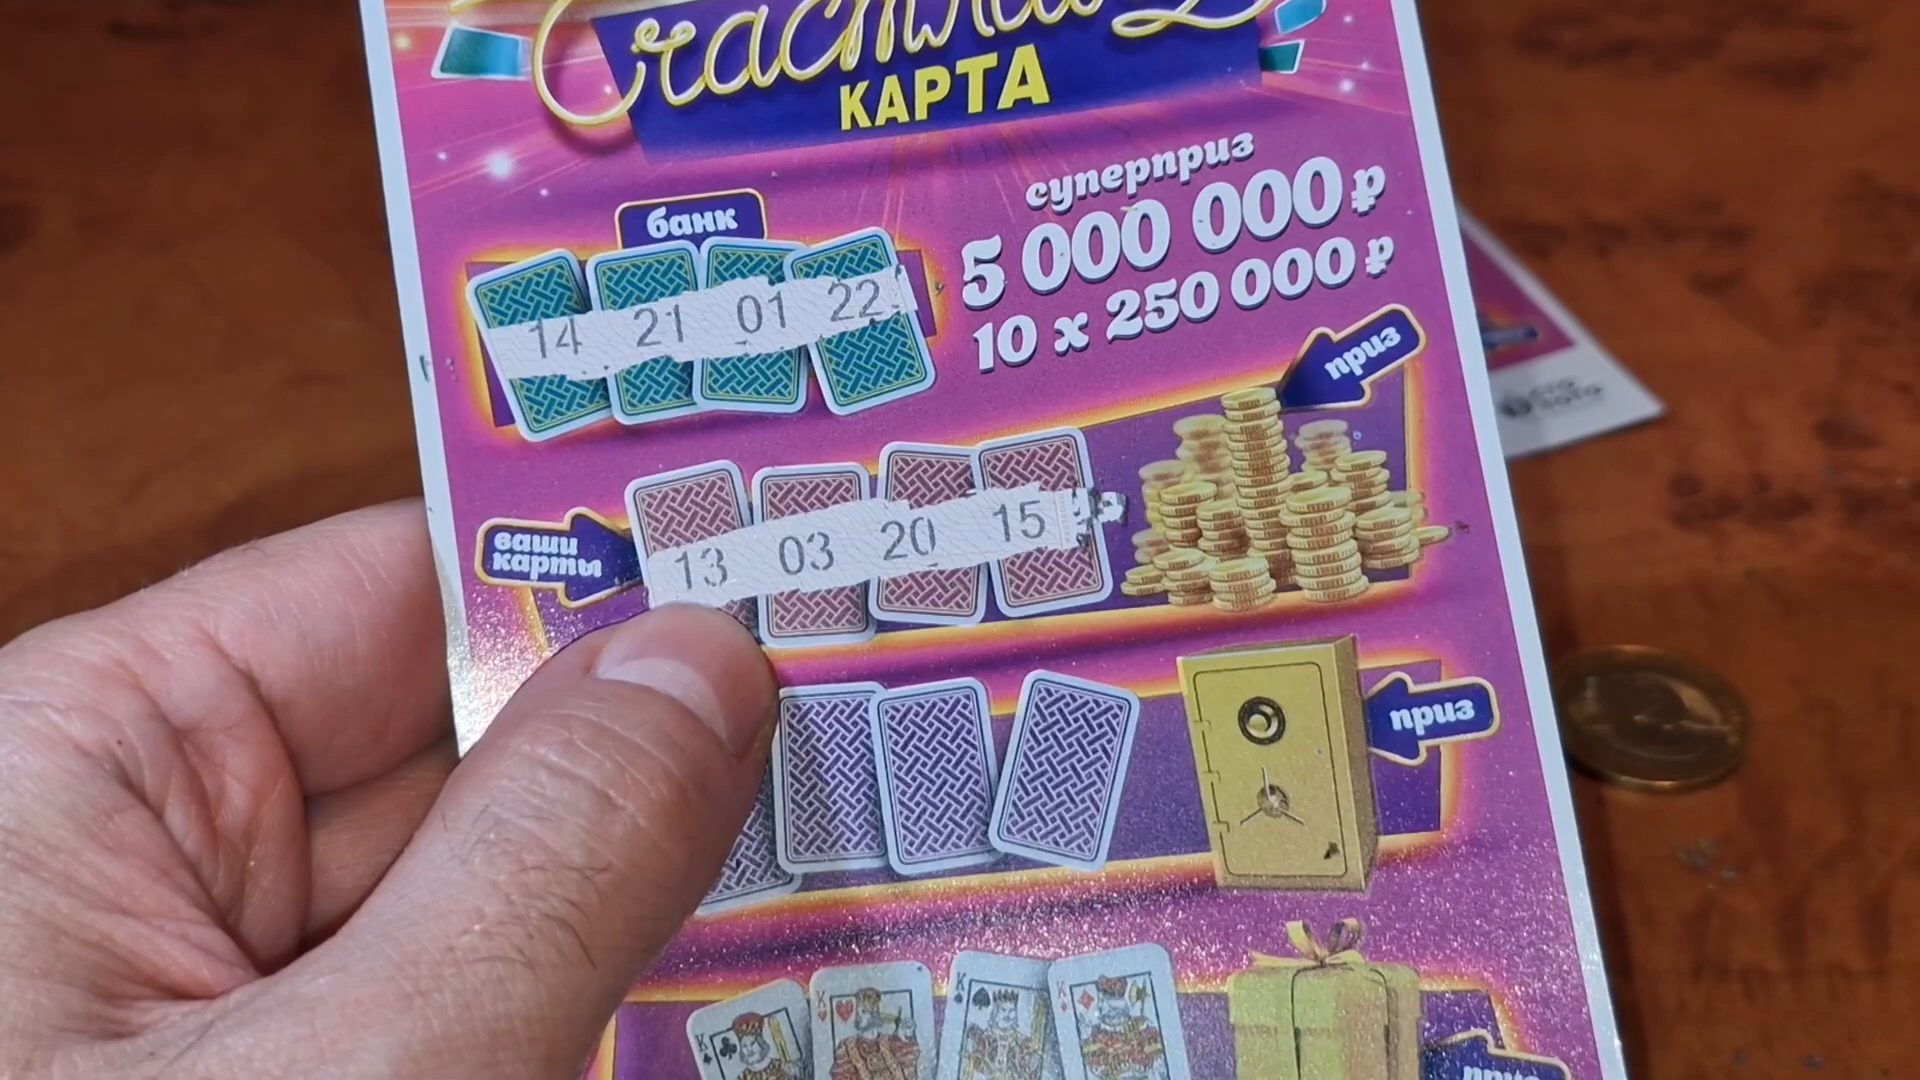 КАРТА
суперприз
5 000 000 ₽
10 x 250 000 ₽
банк
14 21 01 22
приз
ваши
карты
13 03 20 15
приз
K K K K